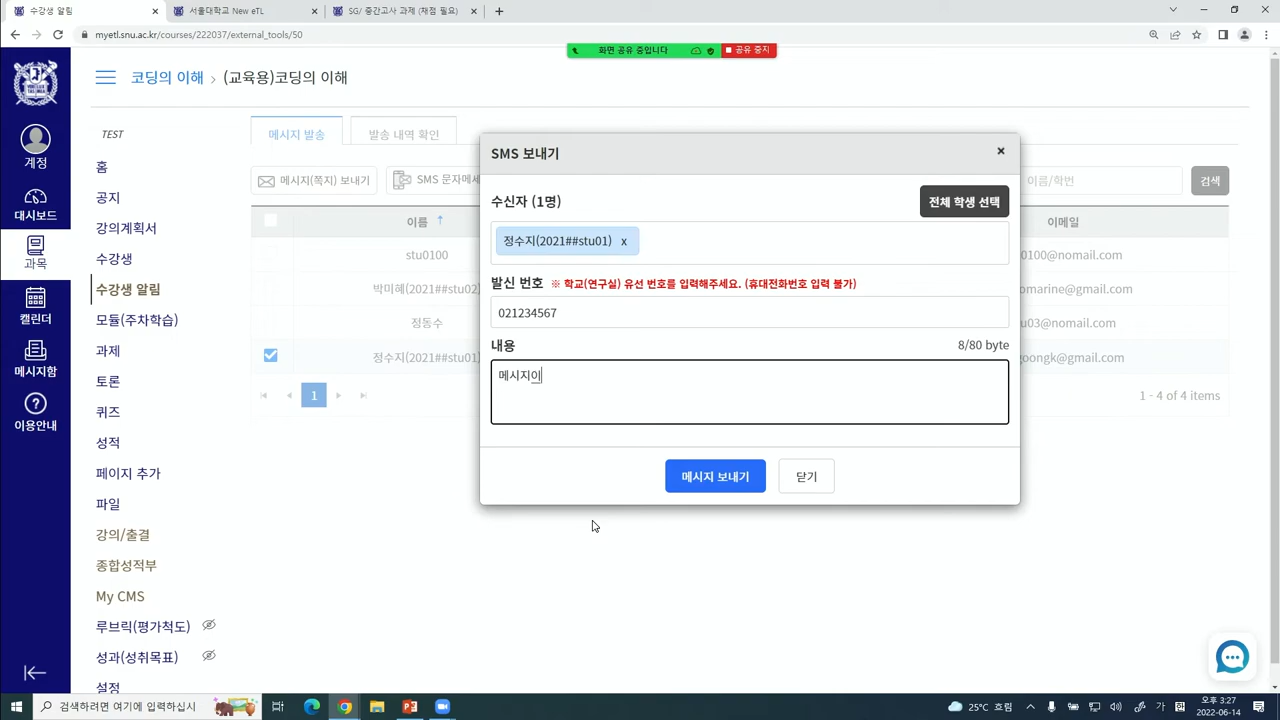 수강생 알림
서울대학교 New eTL
SG/ 중간고사 과제 (채점 필요)
myetl.snu.ac.kr/courses/222037/external_tools/50
화면 공유 중입니다
공유 중지
코딩의 이해 › (교육용)코딩의 이해
계정
대시보드
과목
캘린더
메시지함
이용안내
TEST
홈
공지
강의계획서
수강생
수강생 알림
모듈(주차학습)
과제
토론
퀴즈
성적
페이지 추가
파일
강의/출결
종합성적부
My CMS
루브릭(평가척도)
성과(성취목표)
설정
메시지 발송
발송 내역 확인
메시지(쪽지) 보내기
SMS 문자메세
이름/학번
검색
이름
이메일
stu0100
0100@nomail.com
박미혜(2021##stu02)
omarine@gmail.com
정동수
u03@nomail.com
정수지(2021##stu01)
goongk@gmail.com
1
1 - 4 of 4 items
SMS 보내기
×
수신자 (1명)
전체 학생 선택
정수지(2021##stu01) x
발신 번호 ※ 학교(연구실) 유선 번호를 입력해주세요. (휴대전화번호 입력 불가)
021234567
내용
8/80 byte
메시지이
메시지 보내기
닫기
검색하려면 여기에 입력하십시
25°C 흐림
가
오후 3:27
2022-06-14